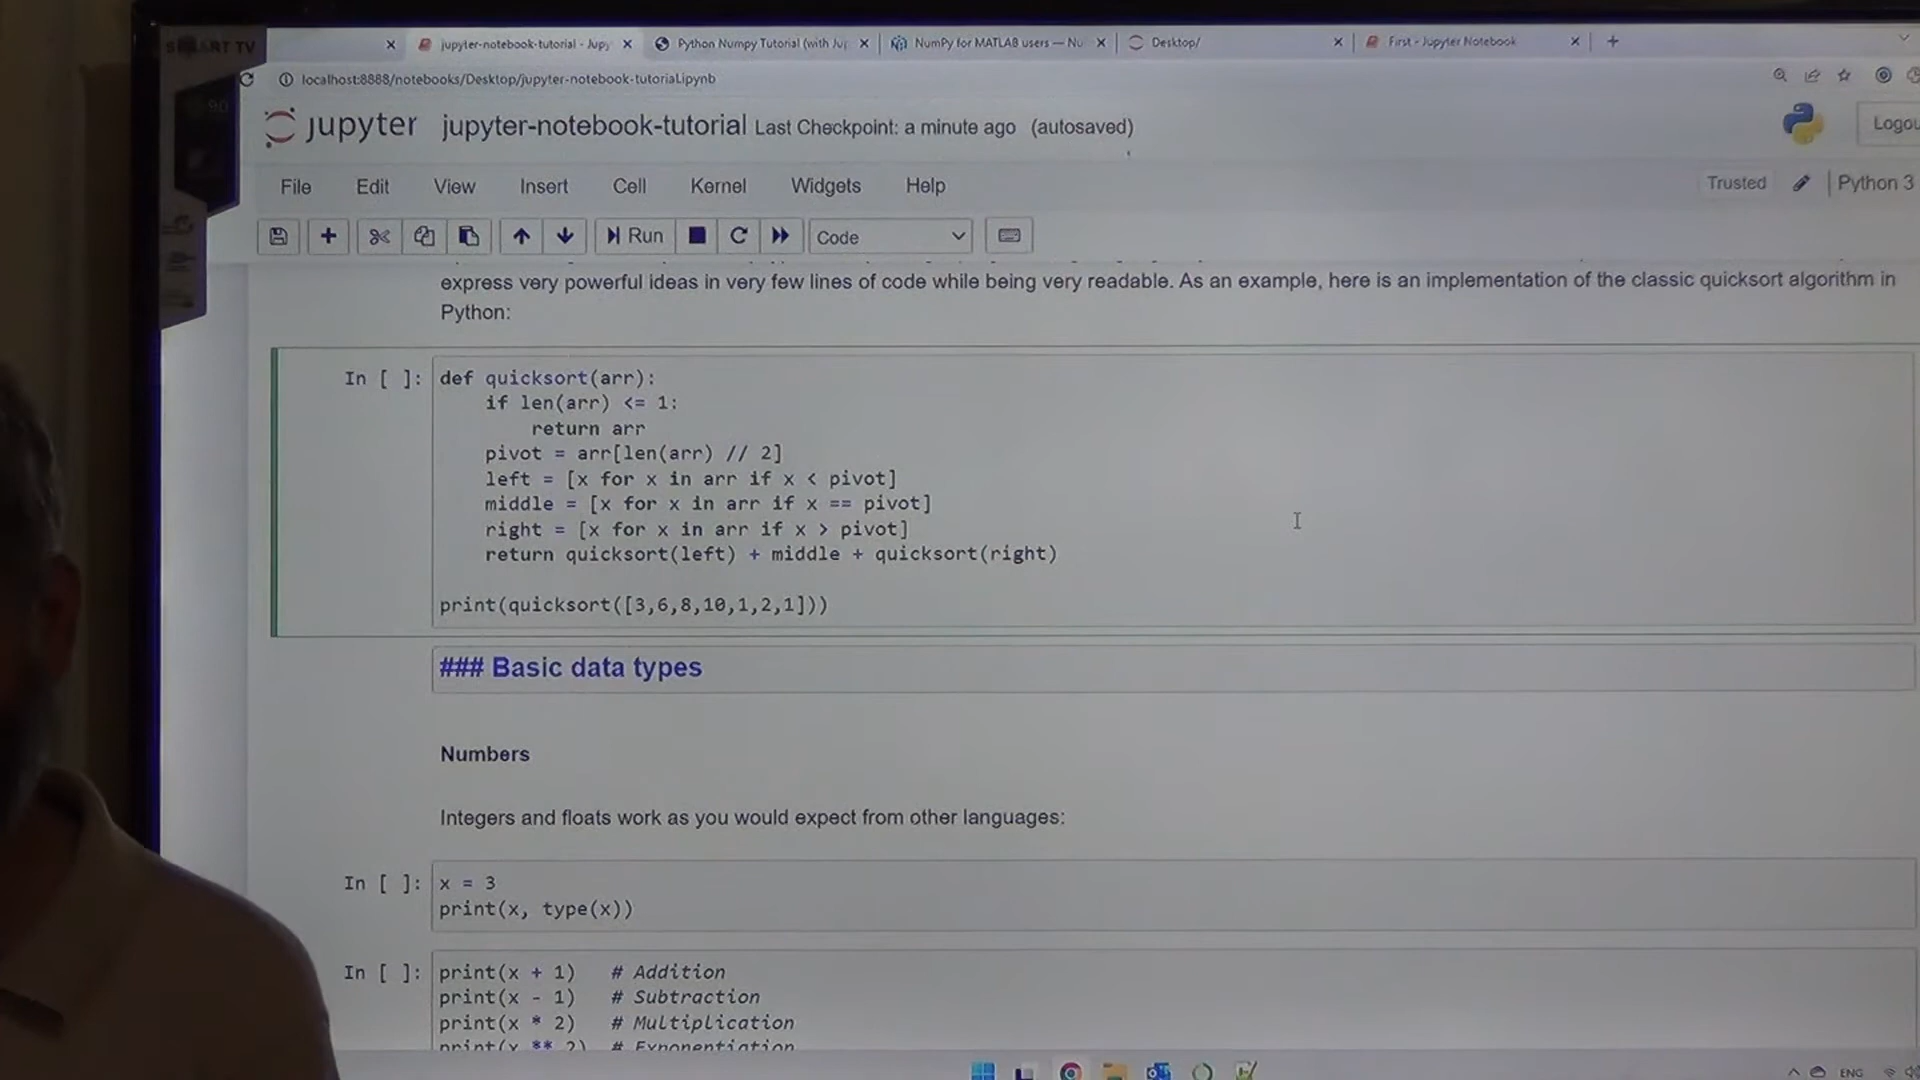 SMART TV
jupyter-notebook-tutorial - Jupy
Python Numpy Tutorial (with Jup
NumPy for MATLAB users — Nu
Desktop/
First - Jupyter Notebook
localhost:8888/notebooks/Desktop/jupyter-notebook-tutorial.ipynb
jupyter jupyter-notebook-tutorial Last Checkpoint: a minute ago (autosaved)
Logou
File Edit View Insert Cell Kernel Widgets Help
Trusted Python 3
Run Code
express very powerful ideas in very few lines of code while being very readable. As an example, here is an implementation of the classic quicksort algorithm in
Python:
In [ ]: def quicksort(arr):
    if len(arr) <= 1:
        return arr
    pivot = arr[len(arr) // 2]
    left = [x for x in arr if x < pivot]
    middle = [x for x in arr if x == pivot]
    right = [x for x in arr if x > pivot]
    return quicksort(left) + middle + quicksort(right)
print(quicksort([3,6,8,10,1,2,1]))
### Basic data types
Numbers
Integers and floats work as you would expect from other languages:
In [ ]: x = 3
print(x, type(x))
In [ ]: print(x + 1)   # Addition
print(x - 1)   # Subtraction
print(x * 2)   # Multiplication
print(x ** 2)   # Exponentiation
ENG